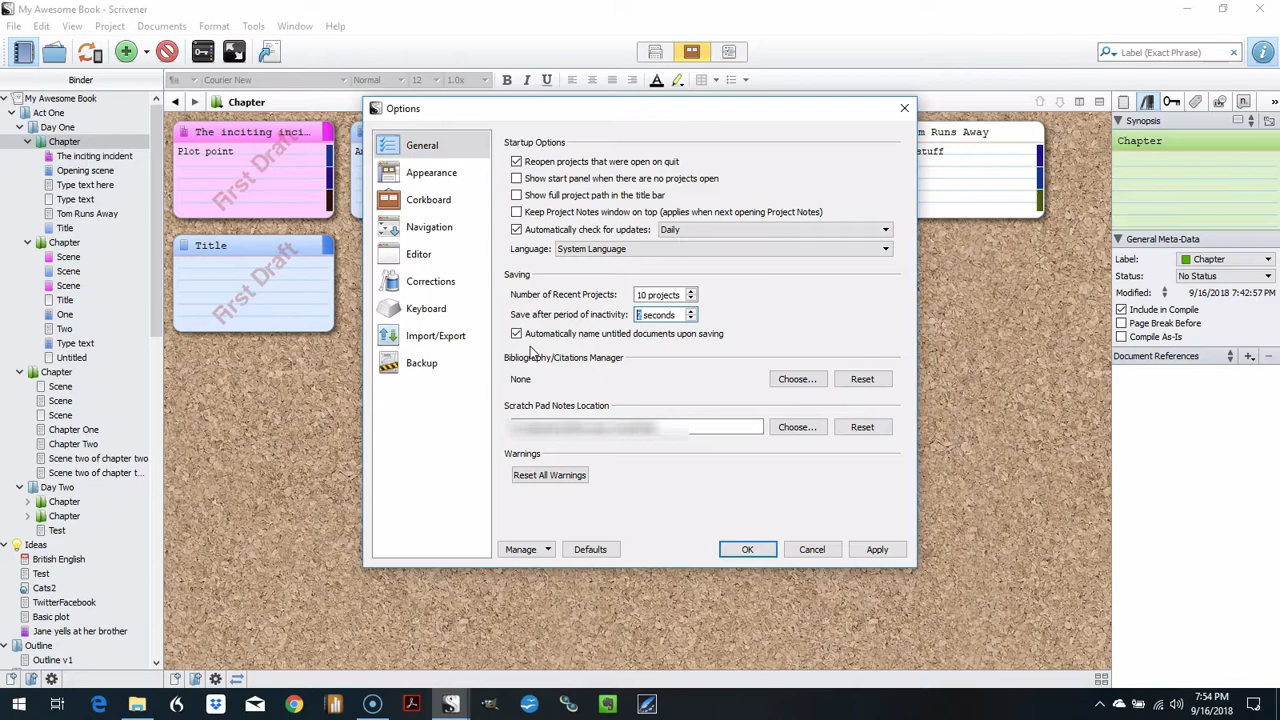 My Awesome Book - Scrivener
File Edit View Project Documents Format Tools Window Help
Label (Exact Phrase)
Binder
Courier New Normal 12 1.0x B I U A
My Awesome Book
Act One
Day One
Chapter
The inciting incident
Opening scene
Type text here
Type text
Tom Runs Away
Title
Chapter
Scene
Scene
Scene
Title
One
Two
Type text
Untitled
Chapter
Scene
Scene
Scene
Chapter One
Chapter Two
Scene two of chapter two
Scene two of chapter t...
Day Two
Chapter
Chapter
Test
Ideas
British English
Test
Cats2
TwitterFacebook
Basic plot
Jane yells at her brother
Outline
Outline v1
Chapter
The inciting inci...
Plot point
First Draft
Title
First Draft
m Runs Away
stuff
Options
General
Appearance
Corkboard
Navigation
Editor
Corrections
Keyboard
Import/Export
Backup
Startup Options
Reopen projects that were open on quit
Show start panel when there are no projects open
Show full project path in the title bar
Keep Project Notes window on top (applies when next opening Project Notes)
Automatically check for updates: Daily
Language: System Language
Saving
Number of Recent Projects: 10 projects
Save after period of inactivity: 2 seconds
Automatically name untitled documents upon saving
Bibliography/Citations Manager
None Choose... Reset
Scratch Pad Notes Location
Choose... Reset
Warnings
Reset All Warnings
Manage Defaults OK Cancel Apply
Synopsis
Chapter
General Meta-Data
Label: Chapter
Status: No Status
Modified: 9/16/2018 7:42:57PM
Include in Compile
Page Break Before
Compile As-Is
Document References
7:54 PM
9/16/2018